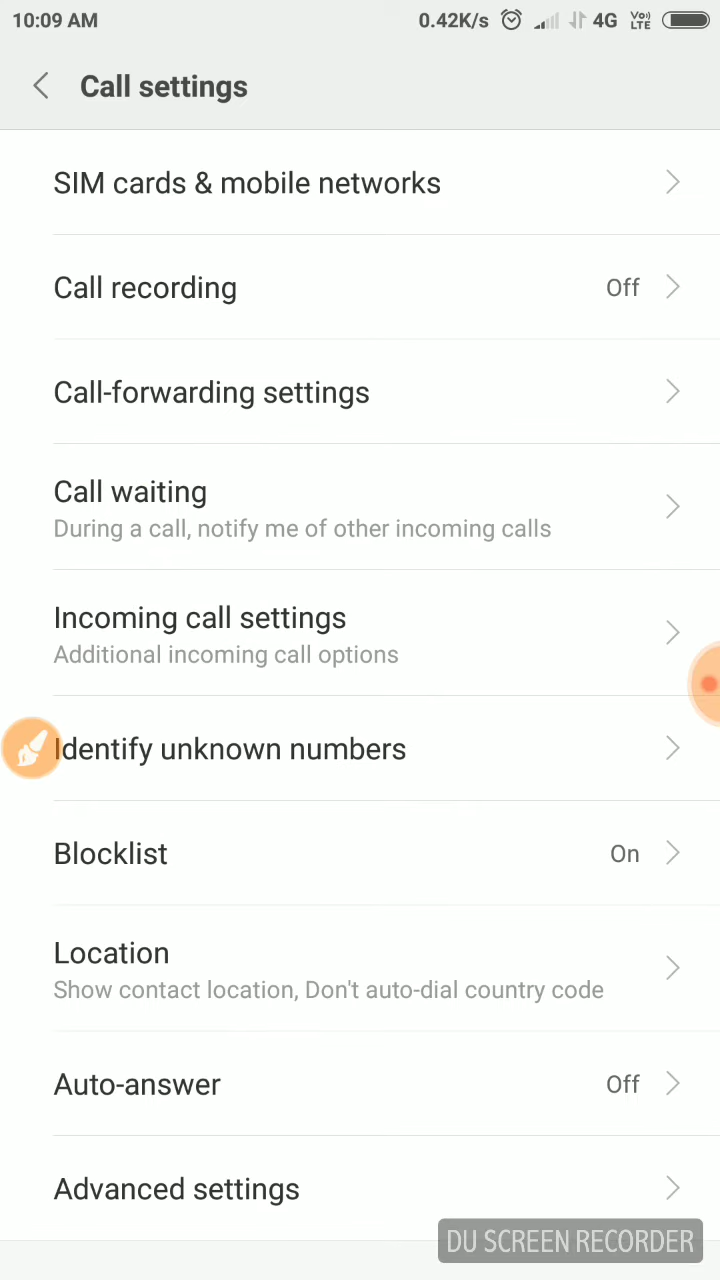 10:09 AM 0.42K/s 4G VoLTE
Call settings
SIM cards & mobile networks
Call recording Off
Call-forwarding settings
Call waiting
During a call, notify me of other incoming calls
Incoming call settings
Additional incoming call options
Identify unknown numbers
Blocklist On
Location
Show contact location, Don't auto-dial country code
Auto-answer Off
Advanced settings
DU SCREEN RECORDER